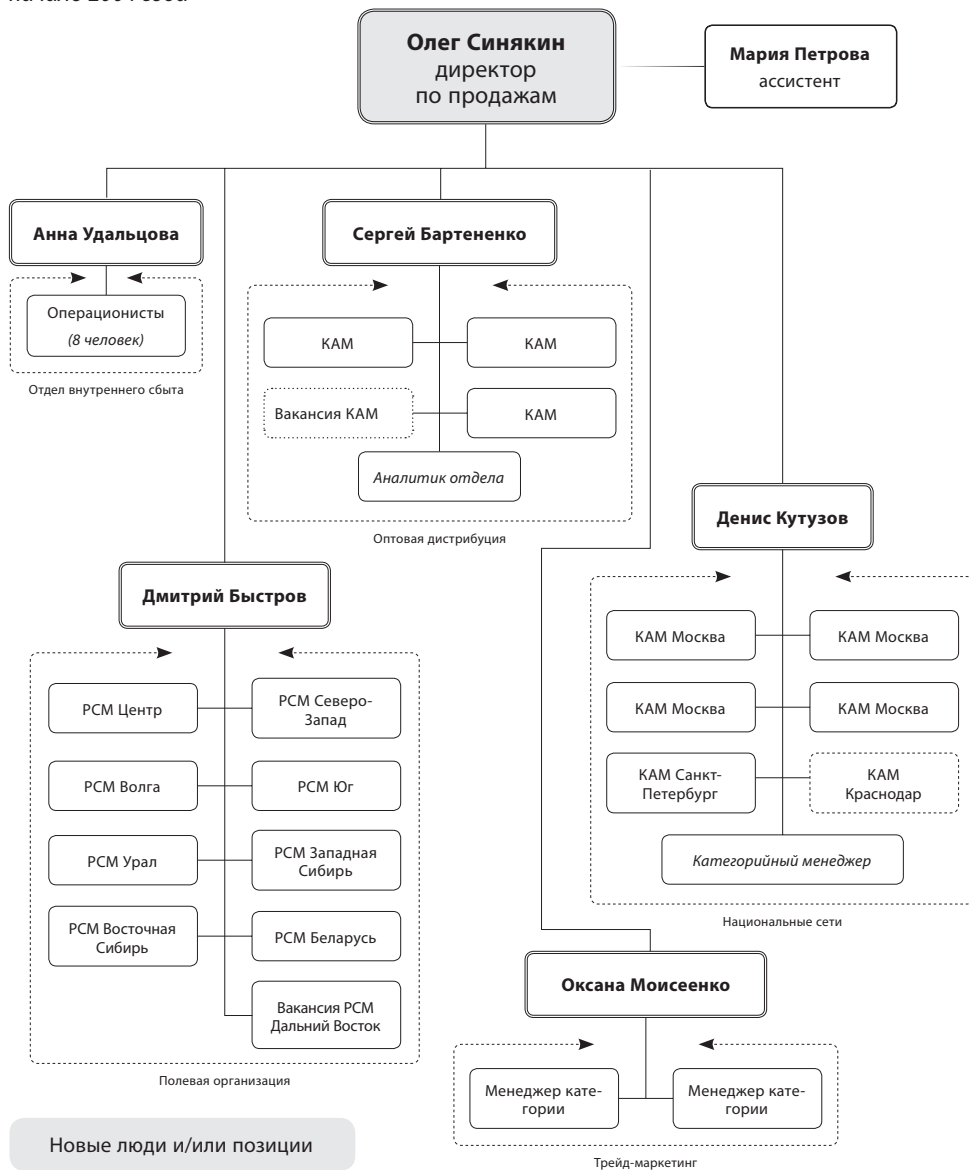 Олег Синякин
директор
по продажам
Мария Петрова
ассистент
Анна Удальцова
Операционисты
(8 человек)
Отдел внутреннего сбыта
Сергей Бартененко
КАМ
КАМ
Вакансия КАМ
КАМ
Аналитик отдела
Оптовая дистрибуция
Денис Кутузов
КАМ Москва
КАМ Москва
КАМ Москва
КАМ Москва
КАМ Санкт-
Петербург
КАМ
Краснодар
Категорийный менеджер
Национальные сети
Дмитрий Быстров
РСМ Центр
РСМ Северо-
Запад
РСМ Волга
РСМ Юг
РСМ Урал
РСМ Западная
Сибирь
РСМ Восточная
Сибирь
РСМ Беларусь
Вакансия РСМ
Дальний Восток
Полевая организация
Оксана Моисеенко
Менеджер кате-
гории
Менеджер кате-
гории
Трейд-маркетинг
Новые люди и/или позиции